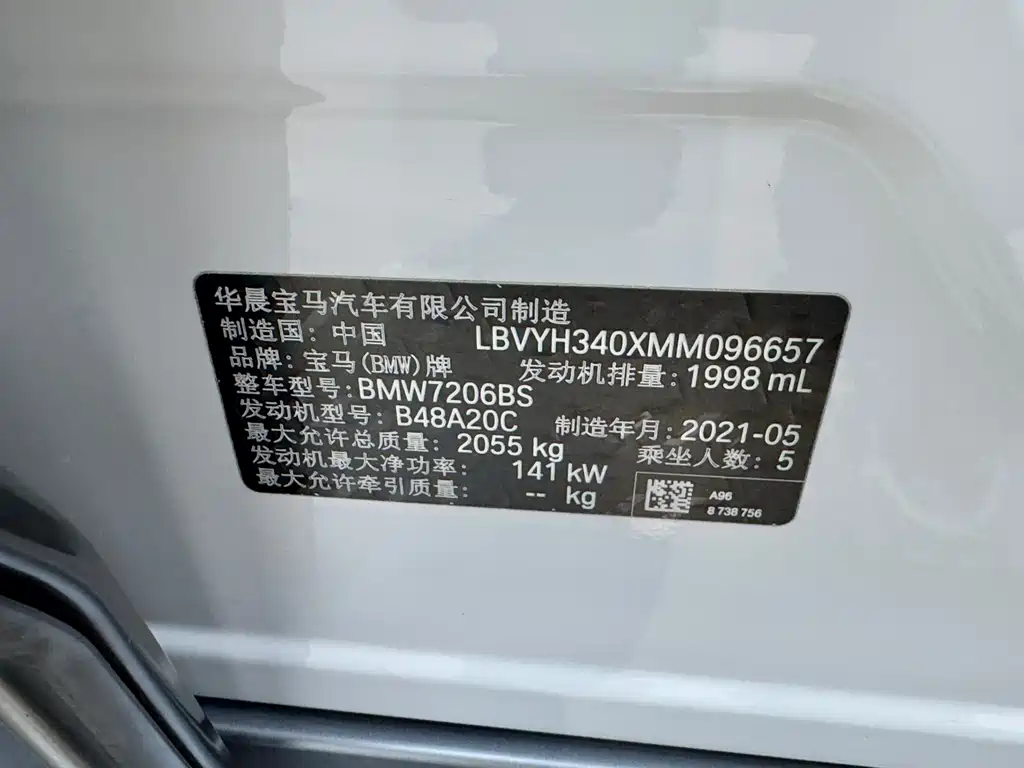 华晨宝马汽车有限公司制造
制造国：中国 LBVYH340XMM096657
品牌：宝马(BMW)牌 发动机排量：1998 mL
整车型号：BMW7206BS
发动机型号：B48A20C 制造年月：2021-05
最大允许总质量：2055 kg 乘坐人数：5
发动机最大净功率：141 kW
最大允许牵引质量：-- kg
A96
8 738 756